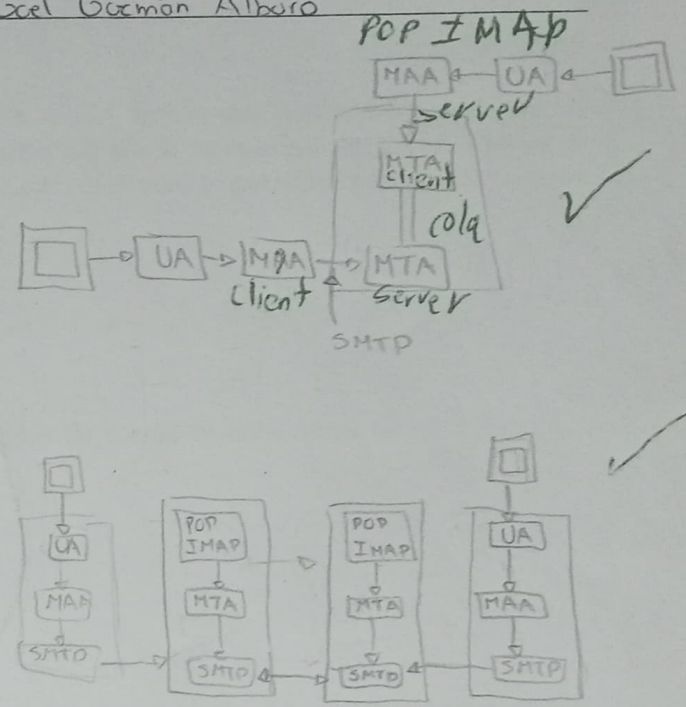 Guzman Alburo
POP IMAP
MAA UA
server
MTA
client
cola
UA MAA MTA
client server
SMTP
UA
MAA
SMTP
POP
IMAP
MTA
SMTP
POP
IMAP
MTA
SMTP
UA
MAA
SMTP